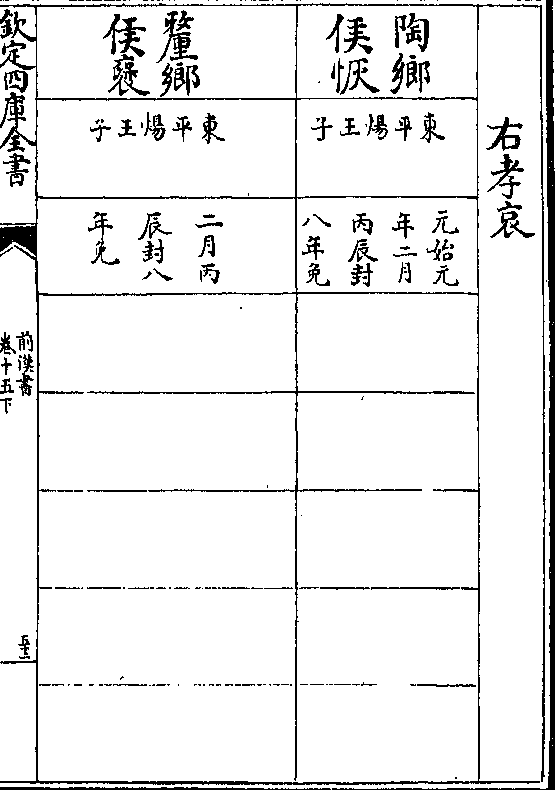 右孝哀
陶鄉
侯恢
東平煬王子
元始元
年二月
丙辰封
八年免
釐鄉
侯襃
東平煬王子
二月丙
辰封八
年免
欽定四庫全書
前漢書
卷十五下